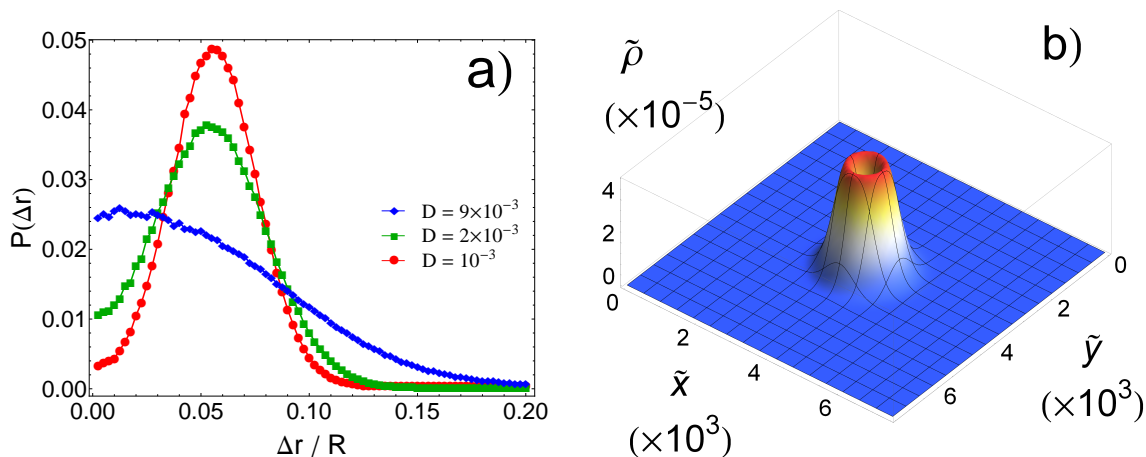 a)
P(Δr)
0.05
0.04
0.03
0.02
0.01
0.00
D = 9×10⁻³
D = 2×10⁻³
D = 10⁻³
0.00 0.05 0.10 0.15 0.20
Δr / R
b)
ρ̃
(×10⁻⁵)
4
2
0
0 2 4 6
x̃
(×10³)
0
2
4
6
ỹ
(×10³)